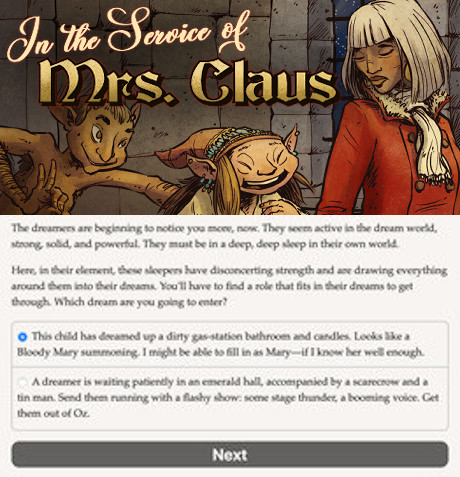 In the Service of
Mrs. Claus
The dreamers are beginning to notice you more, now. They seem active in the dream world,
strong, solid, and powerful. They must be in a deep, deep sleep in their own world.
Here, in their element, these sleepers have disconcerting strength and are drawing everything
around them into their dreams. You'll have to find a role that fits in their dreams to get
through. Which dream are you going to enter?
This child has dreamed up a dirty gas-station bathroom and candles. Looks like a
Bloody Mary summoning. I might be able to fill in as Mary—if I know her well enough.
A dreamer is waiting patiently in an emerald hall, accompanied by a scarecrow and a
tin man. Send them running with a flashy show: some stage thunder, a booming voice. Get
them out of Oz.
Next